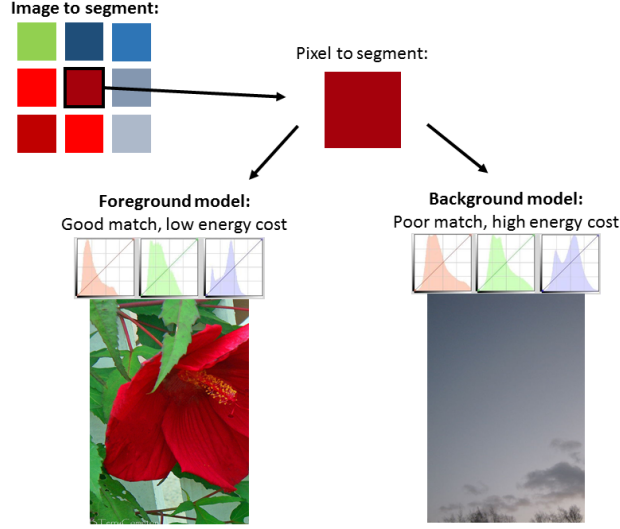 Image to segment:
Pixel to segment:
Foreground model:
Good match, low energy cost
Background model:
Poor match, high energy cost